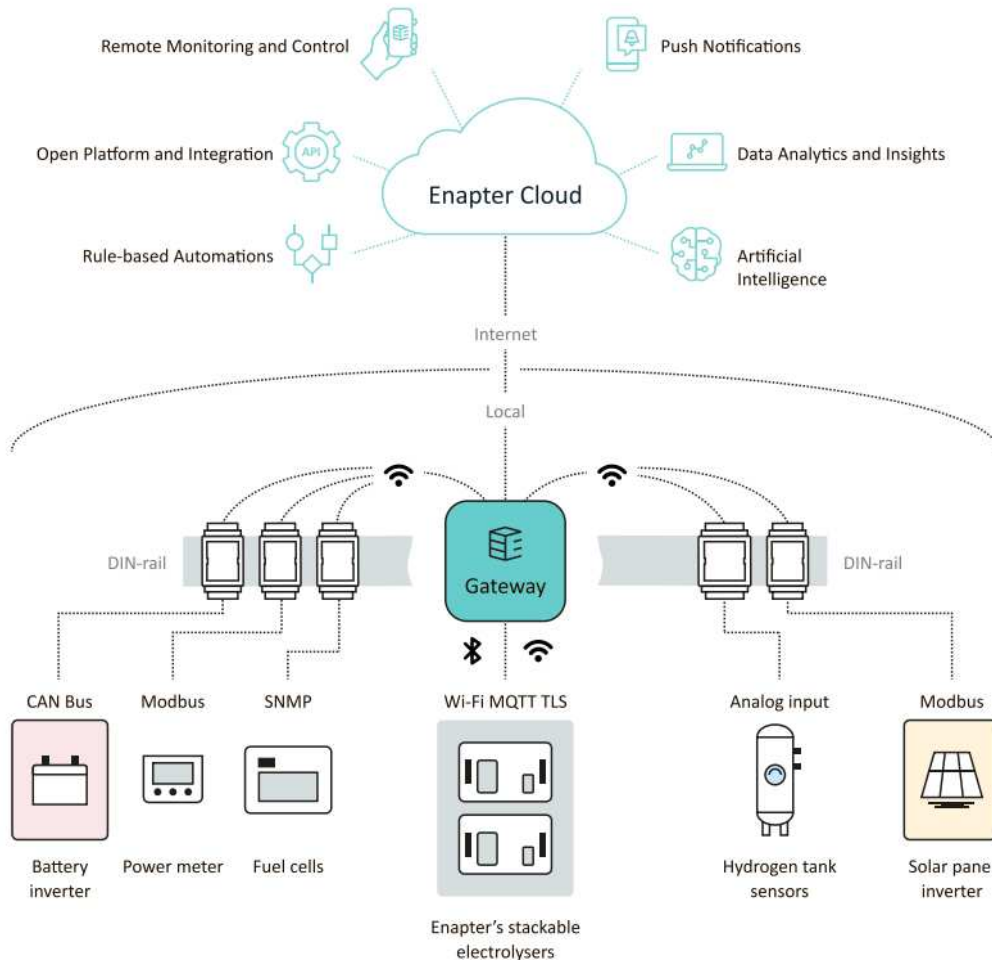 Remote Monitoring and Control
Push Notifications
Open Platform and Integration
API
Data Analytics and Insights
Enapter Cloud
Rule-based Automations
Artificial
Intelligence
Internet
Local
DIN-rail
Gateway
DIN-rail
CAN Bus
Modbus
SNMP
Wi-Fi MQTT TLS
Analog input
Modbus
Battery
inverter
Power meter
Fuel cells
Hydrogen tank
sensors
Solar pane
inverter
Enapter's stackable
electrolysers